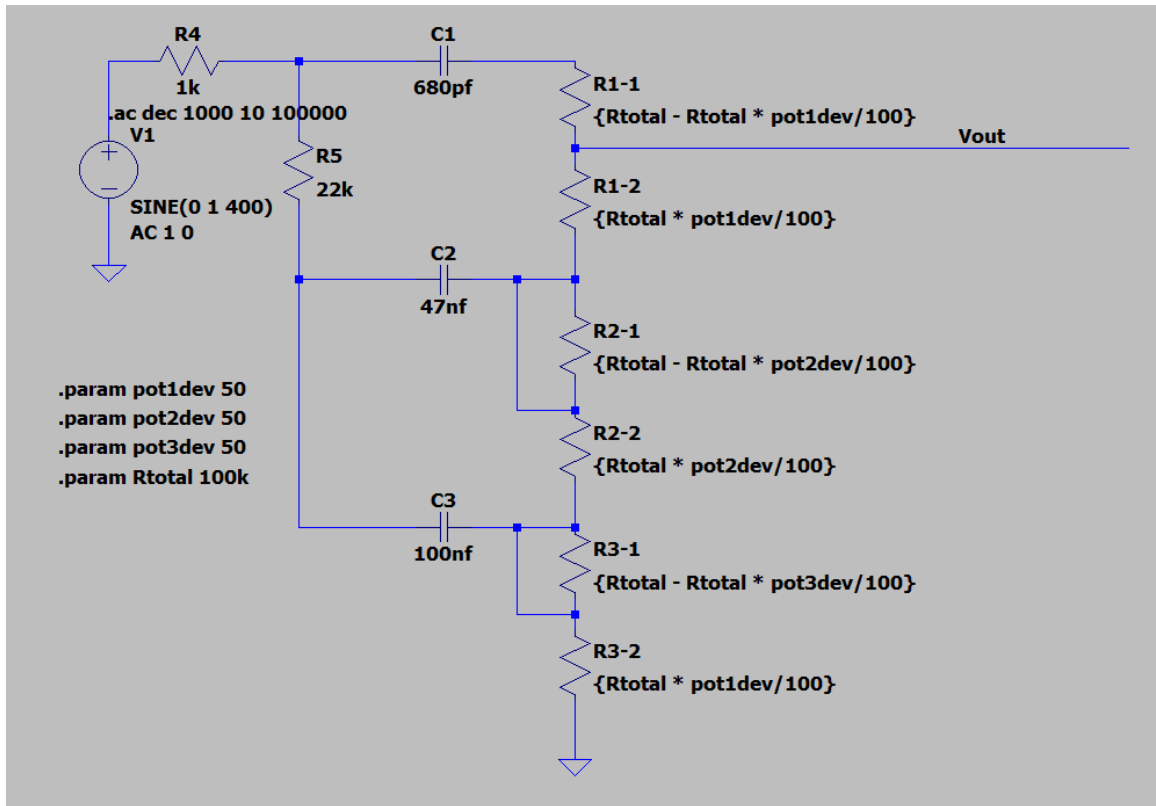 R4
1k
.ac dec 1000 10 100000
V1
SINE(0 1 400)
AC 1 0
R5
22k
C1
680pf
R1-1
{Rtotal - Rtotal * pot1dev/100}
Vout
R1-2
{Rtotal * pot1dev/100}
C2
47nf
R2-1
{Rtotal - Rtotal * pot2dev/100}
R2-2
{Rtotal * pot2dev/100}
.param pot1dev 50
.param pot2dev 50
.param pot3dev 50
.param Rtotal 100k
C3
100nf
R3-1
{Rtotal - Rtotal * pot3dev/100}
R3-2
{Rtotal * pot1dev/100}